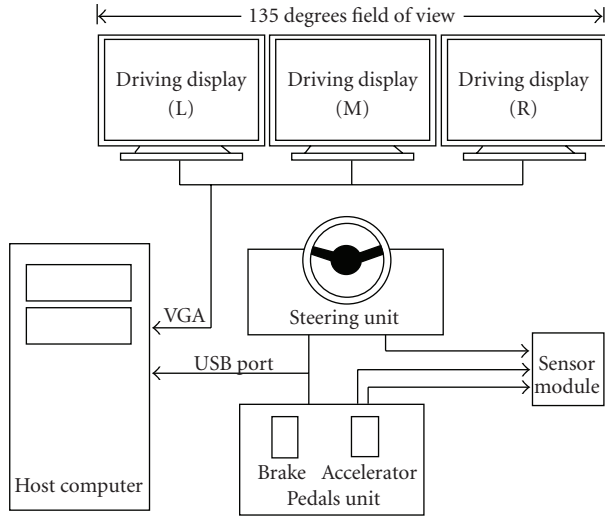 135 degrees field of view
Driving display
(L)
Driving display
(M)
Driving display
(R)
VGA
Steering unit
USB port
Sensor
module
Brake
Accelerator
Pedals unit
Host computer